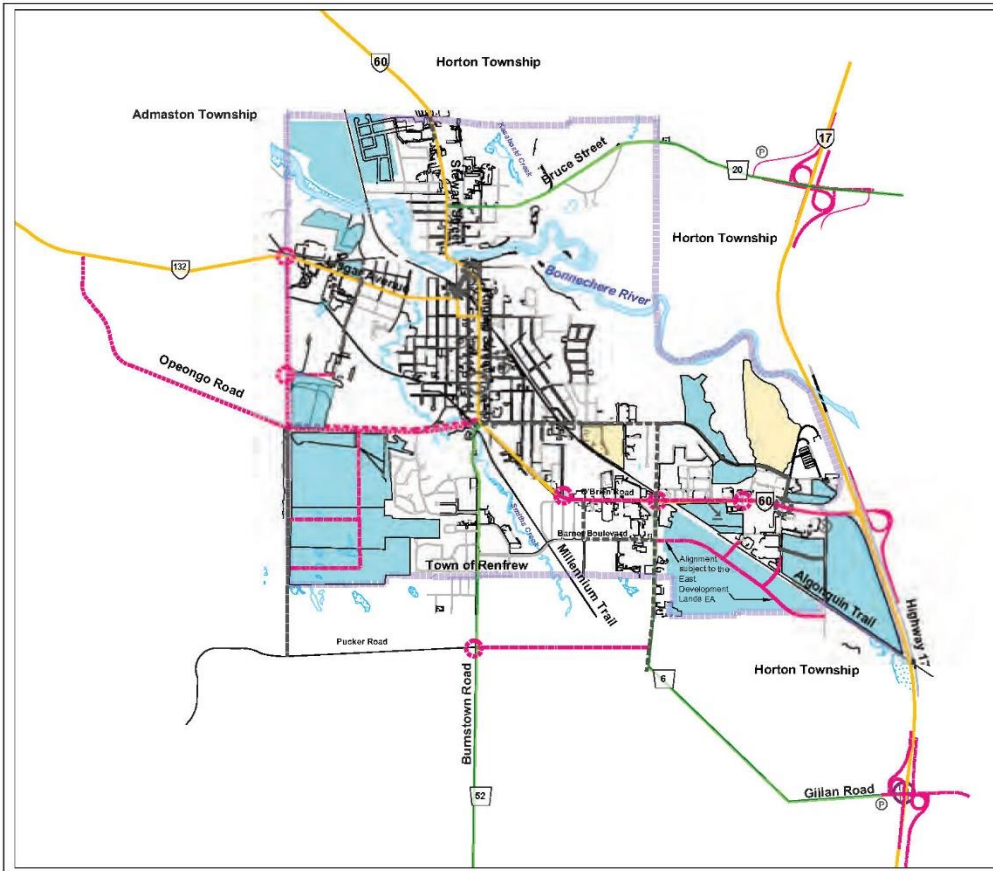 60
Horton Township
Admaston Township
17
Stewart Street
Bruce Street
20
P
Horton Township
132
Bonnechere River
Opeongo Road
O'Brien Road
60
Barnet Boulevard
Smiths Creek
Town of Renfrew
Millennium Trail
Alignment
subject to the
East
Development
Lands EA.
Algonquin Trail
Highway 17
Pucker Road
Horton Township
6
Burnstown Road
52
Gillan Road
P